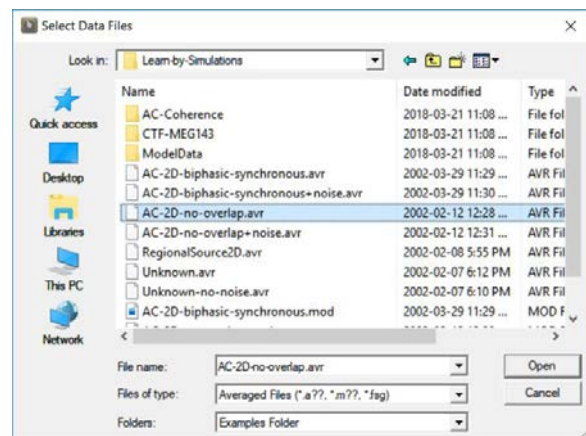 Select Data Files
Look in: Learn-by-Simulations
Quick access
Desktop
Libraries
This PC
Network
Name Date modified Type
AC-Coherence 2018-03-21 11:08 ... File fol
CTF-MEG143 2018-03-21 11:08 ... File fol
ModelData 2018-03-21 11:08 ... File fol
AC-2D-biphasic-synchronous.avr 2002-03-29 11:29 ... AVR Fil
AC-2D-biphasic-synchronous+noise.avr 2002-03-29 11:30 ... AVR Fil
AC-2D-no-overlap.avr 2002-02-12 12:28 ... AVR Fil
AC-2D-no-overlap+noise.avr 2002-02-12 12:31 ... AVR Fil
RegionalSource2D.avr 2002-02-08 5:55 PM AVR Fil
Unknown.avr 2002-02-07 6:12 PM AVR Fil
Unknown-no-noise.avr 2002-02-07 6:10 PM AVR Fil
AC-2D-biphasic-synchronous.mod 2002-03-29 11:29 ... MOD F
File name: AC-2D-no-overlap.avr Open
Files of type: Averaged Files (*.a??, *.m??, *.fsg) Cancel
Folders: Examples Folder